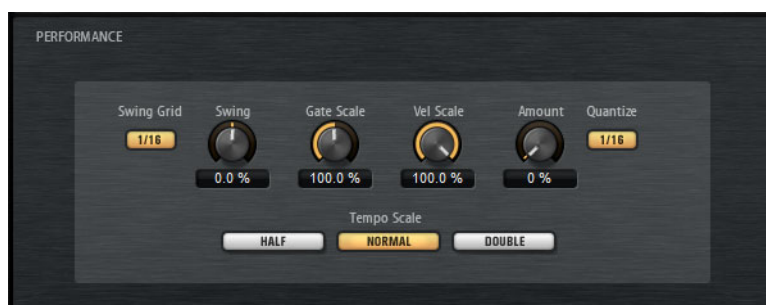 PERFORMANCE
Swing Grid Swing Gate Scale Vel Scale Amount Quantize
1/16 1/16
0.0 % 100.0 % 100.0 % 0 %
Tempo Scale
HALF NORMAL DOUBLE